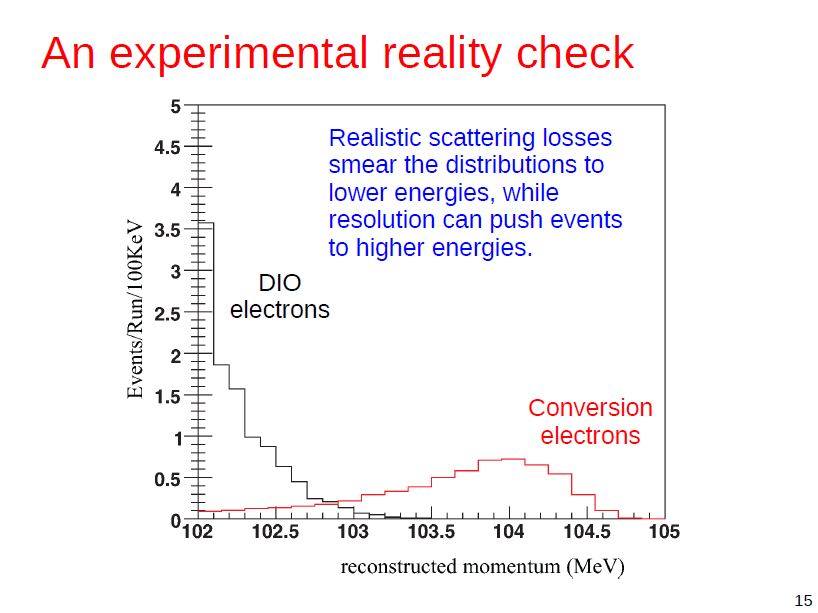 An experimental reality check
Realistic scattering losses
smear the distributions to
lower energies, while
resolution can push events
to higher energies.
DIO
electrons
Conversion
electrons
Events/Run/100KeV
5
4.5
4
3.5
3
2.5
2
1.5
1
0.5
0
102 102.5 103 103.5 104 104.5 105
reconstructed momentum (MeV)
15